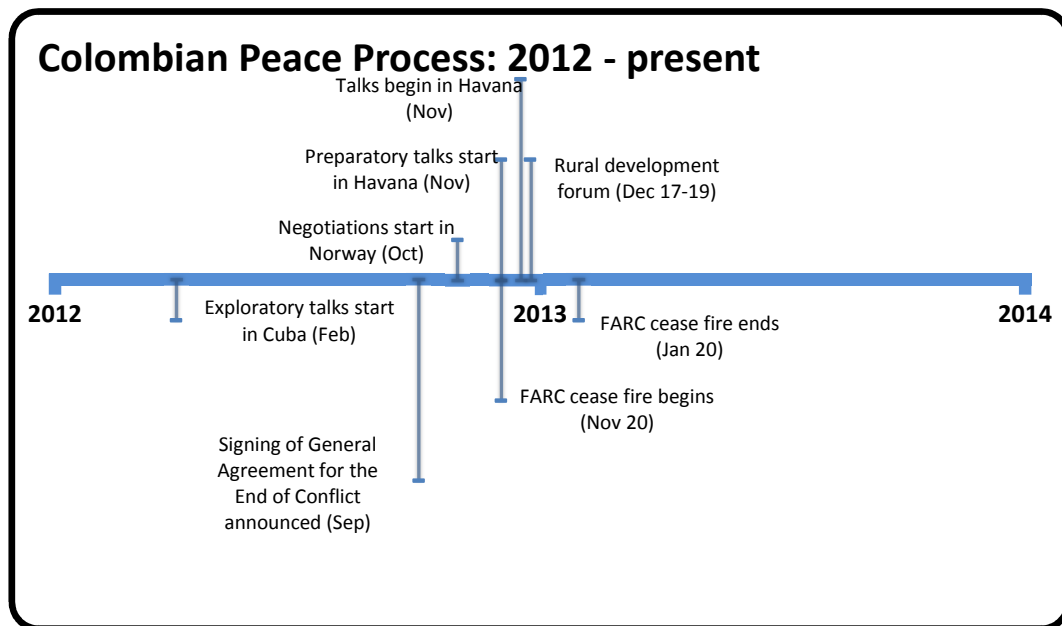 Colombian Peace Process: 2012 - present
Talks begin in Havana
(Nov)
Preparatory talks start
in Havana (Nov)
Rural development
forum (Dec 17-19)
Negotiations start in
Norway (Oct)
2012
2013
2014
Exploratory talks start
in Cuba (Feb)
FARC cease fire ends
(Jan 20)
FARC cease fire begins
(Nov 20)
Signing of General
Agreement for the
End of Conflict
announced (Sep)